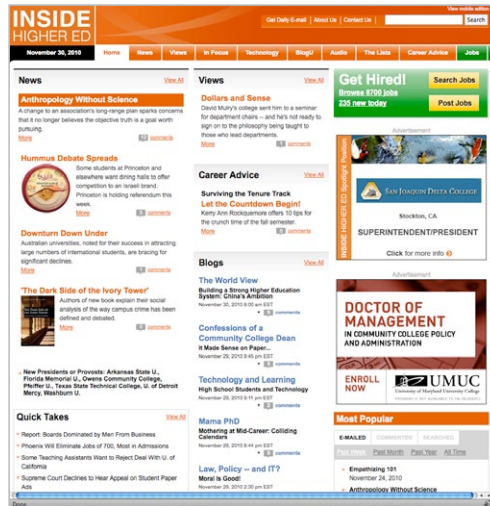 INSIDE
HIGHER ED
View mobile edition
Get Daily E-mail | About Us | Contact Us |
Search
November 30, 2010
Home
News
Views
In Focus
Technology
BlogU
Audio
The Lists
Career Advice
Jobs
News
View All
Anthropology Without Science
A change to an association's long-range plan sparks concerns
that it no longer believes the objective truth is a goal worth
pursuing.
More
comments
Hummus Debate Spreads
Some students at Princeton and
elsewhere want dining halls to offer
competition to an Israeli brand.
Princeton is holding referendum this
week.
More
comments
Downturn Down Under
Australian universities, noted for their success in attracting
large numbers of international students, are bracing for
significant declines.
More
comments
'The Dark Side of the Ivory Tower'
Authors of new book explain their social
analysis of the way campus crime has been
defined and debated.
More
comments
New Presidents or Provosts: Arkansas State U.,
Florida Memorial U., Owens Community College,
Pfeiffer U., Texas State Technical College, U. of Detroit
Mercy, Washburn U.
Quick Takes
View All
Report: Boards Dominated by Men From Business
Phoenix Will Eliminate Jobs of 700, Most in Admissions
Some Teaching Assistants Want to Reject Deal With U. of
California
Supreme Court Declines to Hear Appeal on Student Paper
Ads
Views
View All
Dollars and Sense
David Mulry's college sent him to a seminar
for department chairs -- and he's not ready to
sign on to the philosophy being taught to
those who lead departments.
More
comments
Career Advice
View All
Surviving the Tenure Track
Let the Countdown Begin!
Kerry Ann Rockquemore offers 10 tips for
the crunch time of the fall semester.
More
comments
Blogs
View All
The World View
Building a Strong Higher Education
System: China's Ambition
November 30, 2010 8:00 am EST
comments
Confessions of a
Community College Dean
It Made Sense on Paper...
November 29, 2010 9:45 pm EST
comments
Technology and Learning
High School Students and Technology
November 29, 2010 9:11 pm EST
comments
Mama PhD
Mothering at Mid-Career: Colliding
Calendars
November 29, 2010 8:44 pm EST
comments
Law, Policy -- and IT?
Moral is Good!
November 29, 2010
Get Hired!
Browse 8700 jobs
235 new today
Search Jobs
Post Jobs
Advertisement
INSIDE HIGHER ED Spotlight Position
SAN JOAQUIN DELTA COLLEGE
Stockton, CA
SUPERINTENDENT/PRESIDENT
Click for more info
Advertisement
DOCTOR OF
MANAGEMENT
IN COMMUNITY COLLEGE POLICY
AND ADMINISTRATION
ENROLL
NOW
UMUC
University of Maryland University College
Most Popular
E-MAILED
COMMENTED
SEARCHED
Past Week
Past Month
Past Year
All Time
Empathizing 101
November 24, 2010
Anthropology Without Science
Done